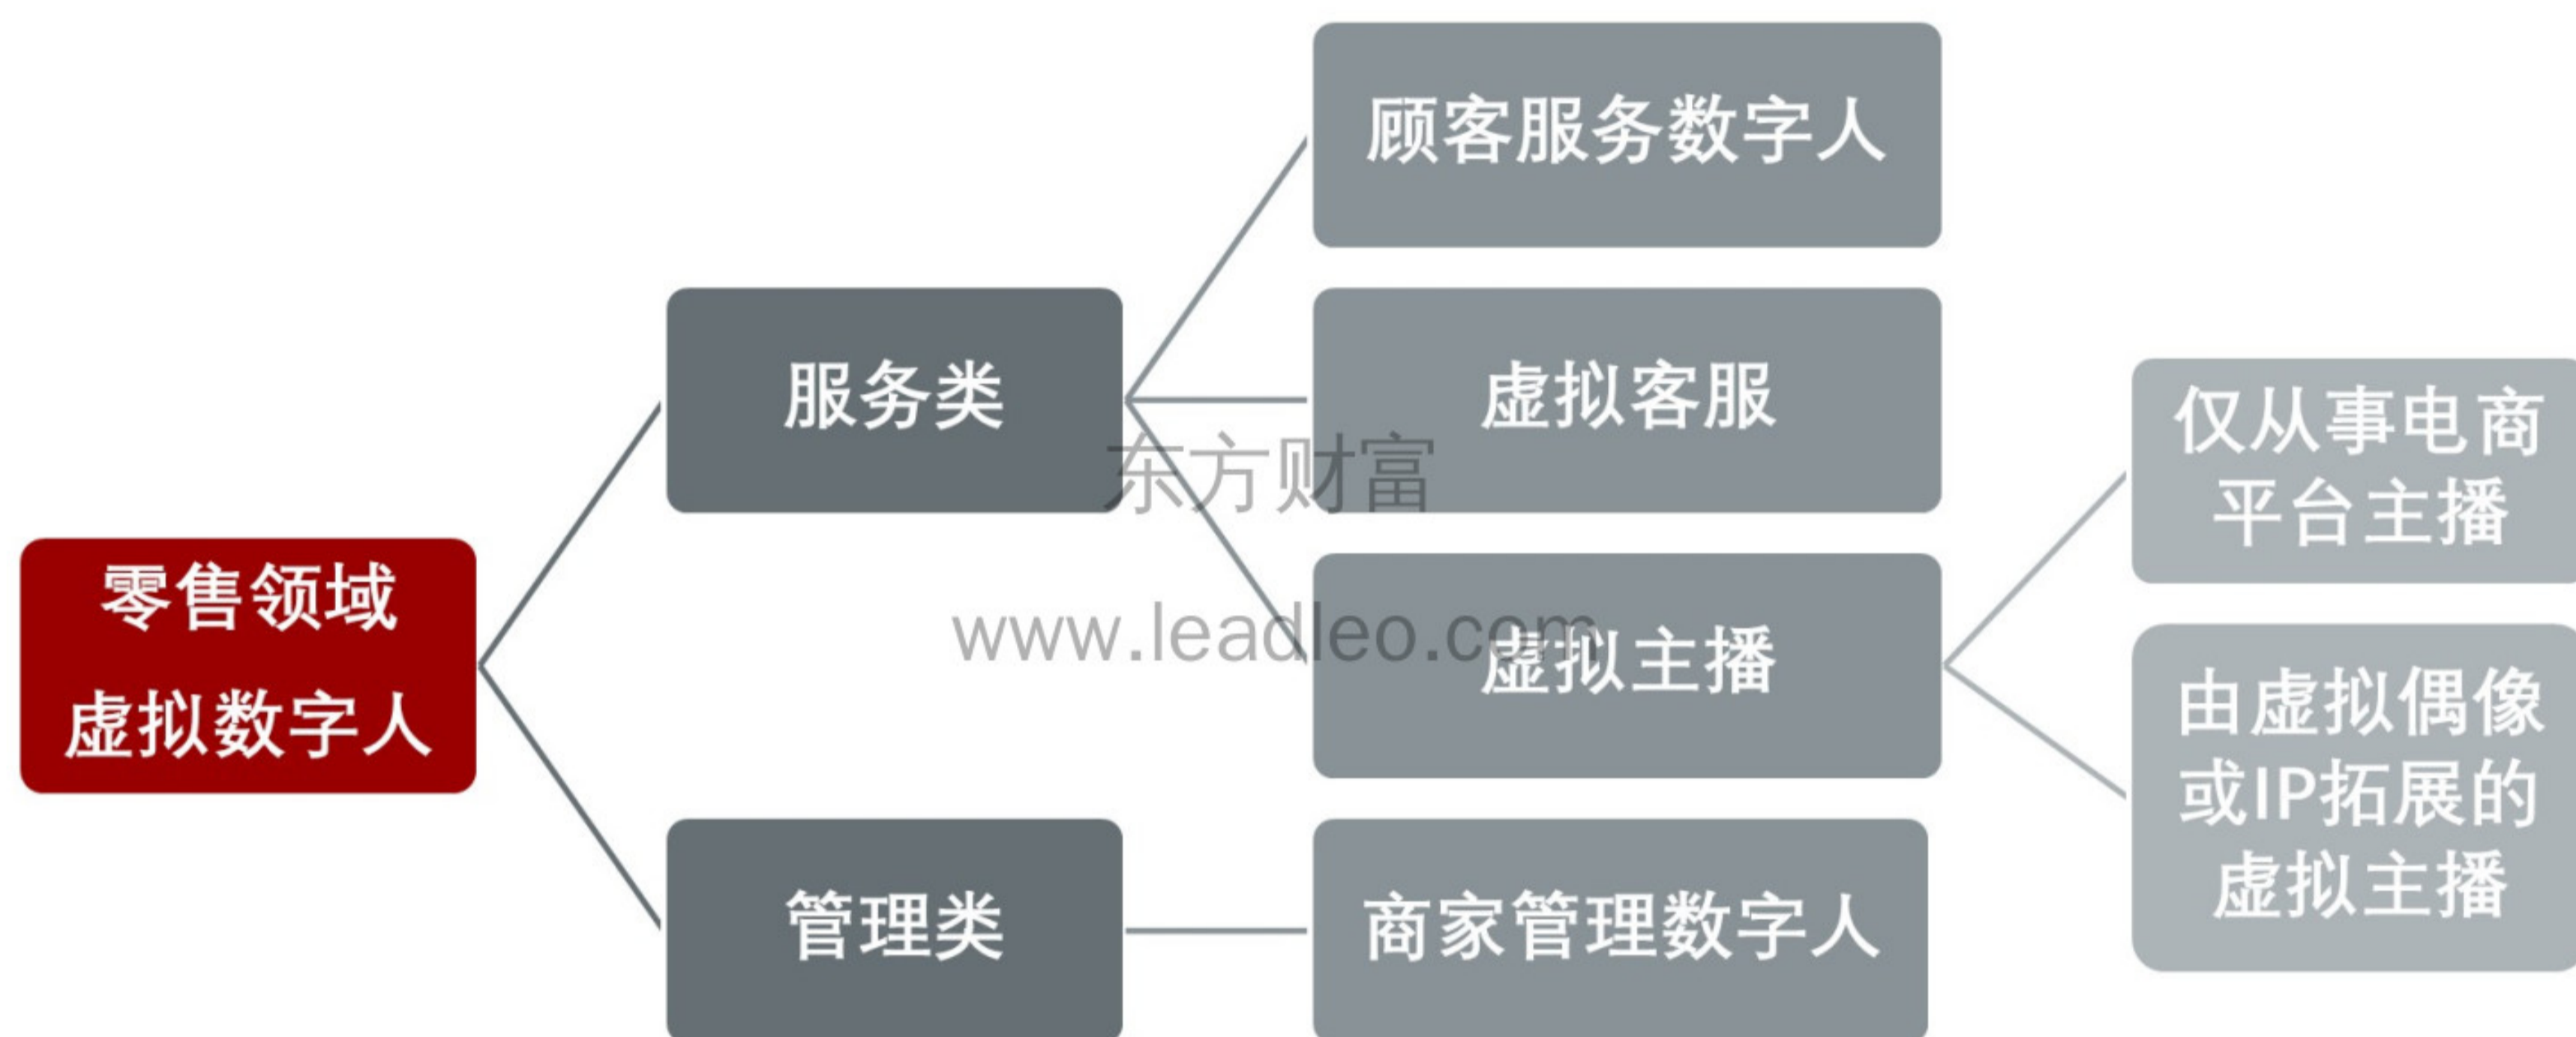 零售领域
虚拟数字人
服务类
管理类
顾客服务数字人
虚拟客服
虚拟主播
商家管理数字人
仅从事电商
平台主播
由虚拟偶像
或IP拓展的
虚拟主播
东方财富
www.leadleo.com